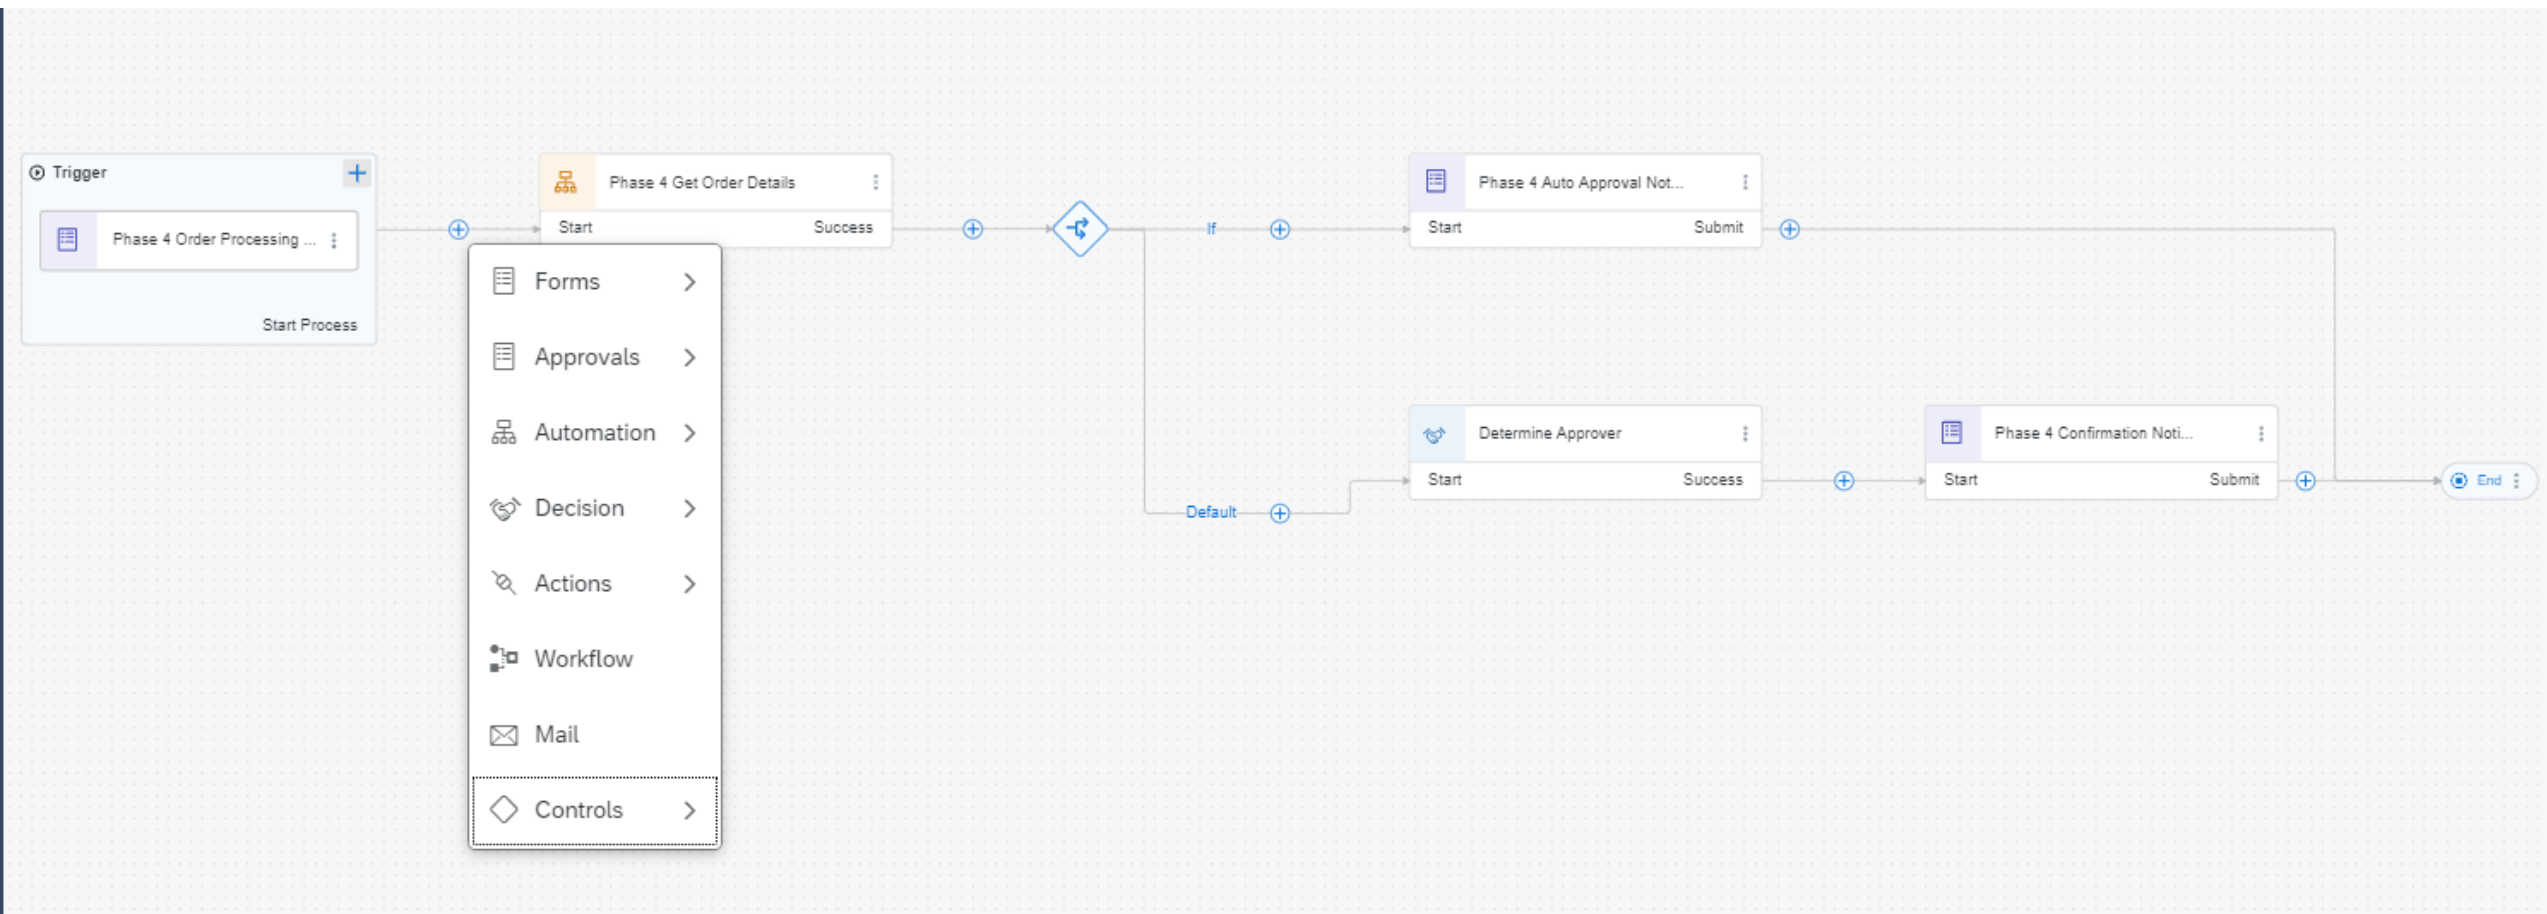 Trigger
Phase 4 Order Processing ...
Start Process
Phase 4 Get Order Details
Start Success
If
Phase 4 Auto Approval Not...
Start Submit
Default
Determine Approver
Start Success
Phase 4 Confirmation Noti...
Start Submit
End
Forms
Approvals
Automation
Decision
Actions
Workflow
Mail
Controls